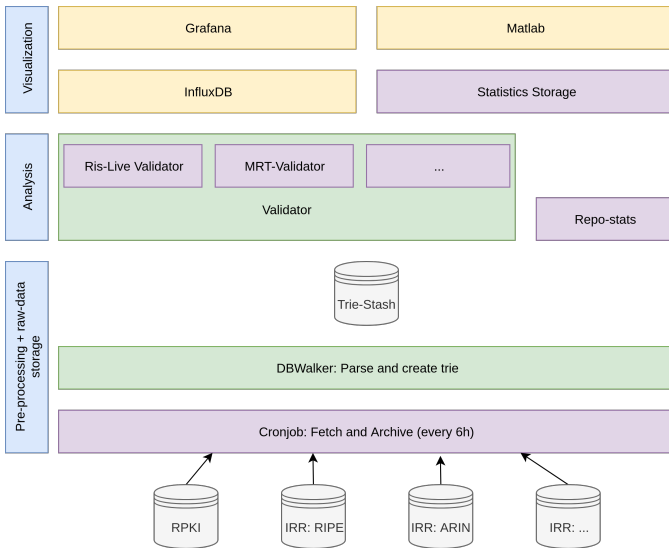 Visualization
Grafana
Matlab
InfluxDB
Statistics Storage
Analysis
Ris-Live Validator
MRT-Validator
...
Validator
Repo-stats
Pre-processing + raw-data
storage
Trie-Stash
DBWalker: Parse and create trie
Cronjob: Fetch and Archive (every 6h)
RPKI
IRR: RIPE
IRR: ARIN
IRR: ...